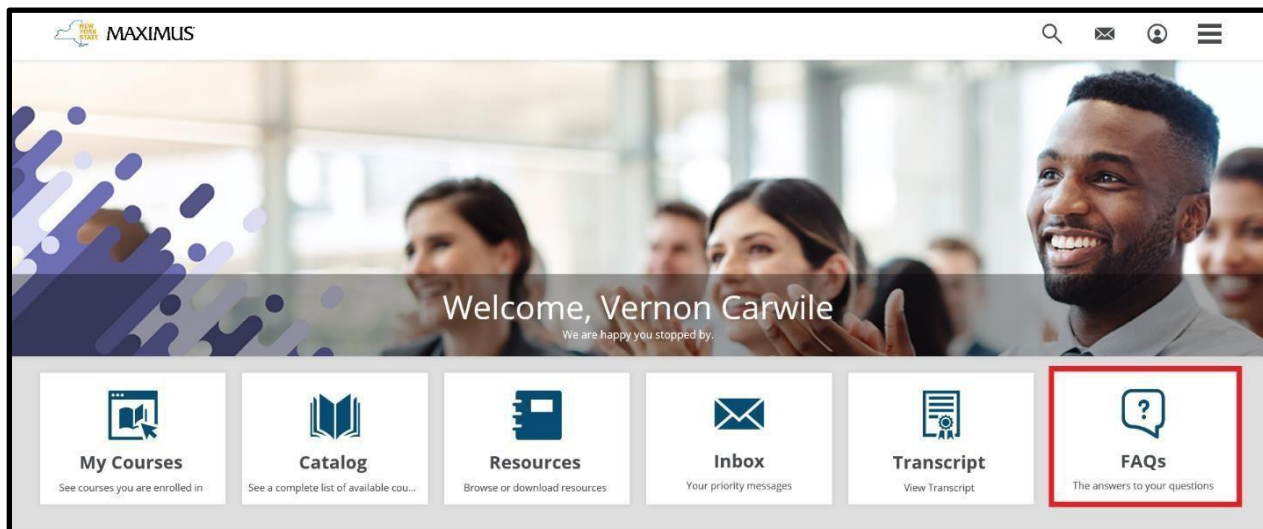 NEW
YORK
STATE
MAXIMUS
Welcome, Vernon Carwile
We are happy you stopped by.
My Courses
See courses you are enrolled in
Catalog
See a complete list of available cou...
Resources
Browse or download resources
Inbox
Your priority messages
Transcript
View Transcript
?
FAQs
The answers to your questions